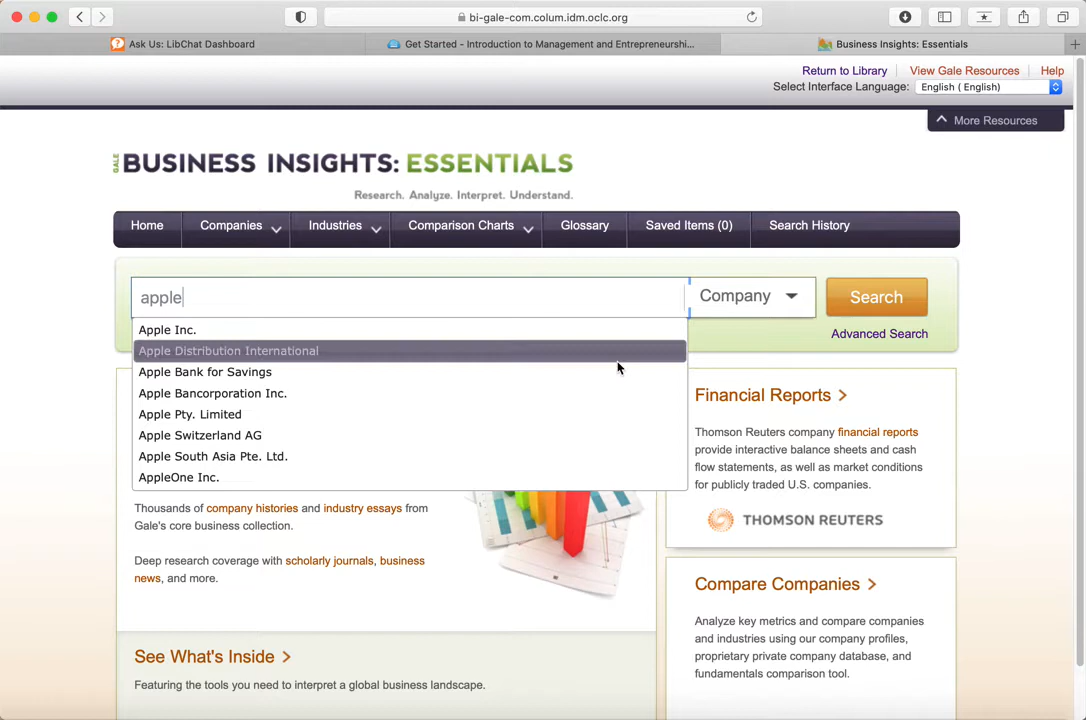 bi-gale-com.colum.idm.oclc.org
Ask Us: LibChat Dashboard
Get Started - Introduction to Management and Entrepreneurshi...
Business Insights: Essentials
Return to Library
View Gale Resources
Help
Select Interface Language:
English ( English)
More Resources
GALE BUSINESS INSIGHTS: ESSENTIALS
Research. Analyze. Interpret. Understand.
Home
Companies
Industries
Comparison Charts
Glossary
Saved Items (0)
Search History
apple
Company
Search
Advanced Search
Apple Inc.
Apple Distribution International
Apple Bank for Savings
Apple Bancorporation Inc.
Apple Pty. Limited
Apple Switzerland AG
Apple South Asia Pte. Ltd.
AppleOne Inc.
Thousands of company histories and industry essays from
Gale's core business collection.
Deep research coverage with scholarly journals, business
news, and more.
See What's Inside
Featuring the tools you need to interpret a global business landscape.
Financial Reports
Thomson Reuters company financial reports
provide interactive balance sheets and cash
flow statements, as well as market conditions
for publicly traded U.S. companies.
THOMSON REUTERS
Compare Companies
Analyze key metrics and compare companies
and industries using our company profiles,
proprietary private company database, and
fundamentals comparison tool.